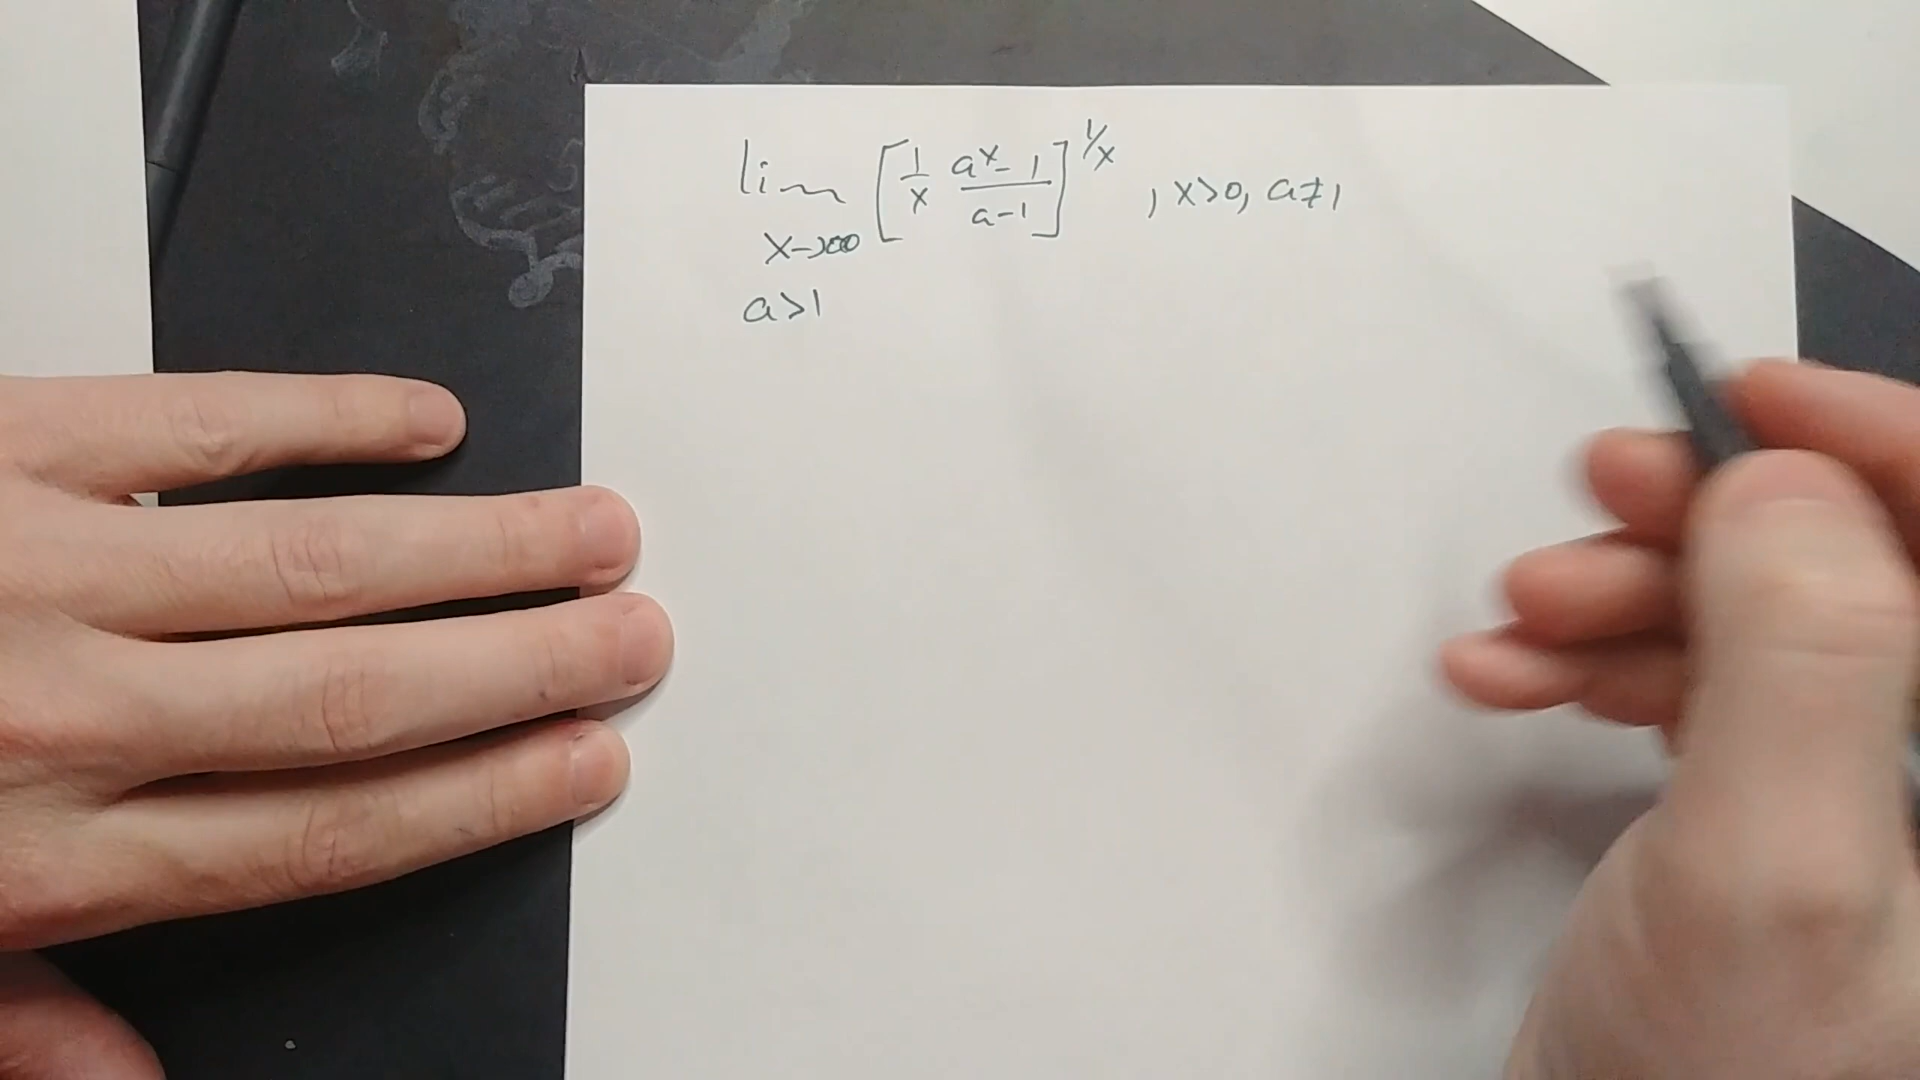 lim [1/x (a^x - 1)/(a - 1)]^1/x , x>0, a≠1
x→∞
a>1